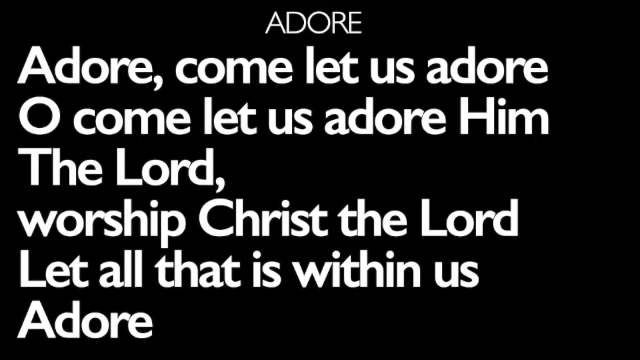 ADORE
Adore, come let us adore
O come let us adore Him
The Lord,
worship Christ the Lord
Let all that is within us
Adore